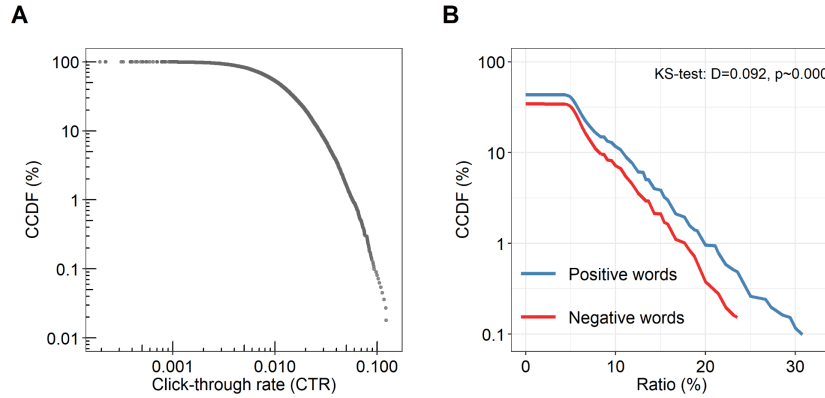 A
CCDF (%)
100
10
1
0.1
0.01
0.001
0.010
0.100
Click-through rate (CTR)
B
CCDF (%)
100
10
1
0.1
KS-test: D=0.092, p~0.000
Positive words
Negative words
0
10
20
30
Ratio (%)